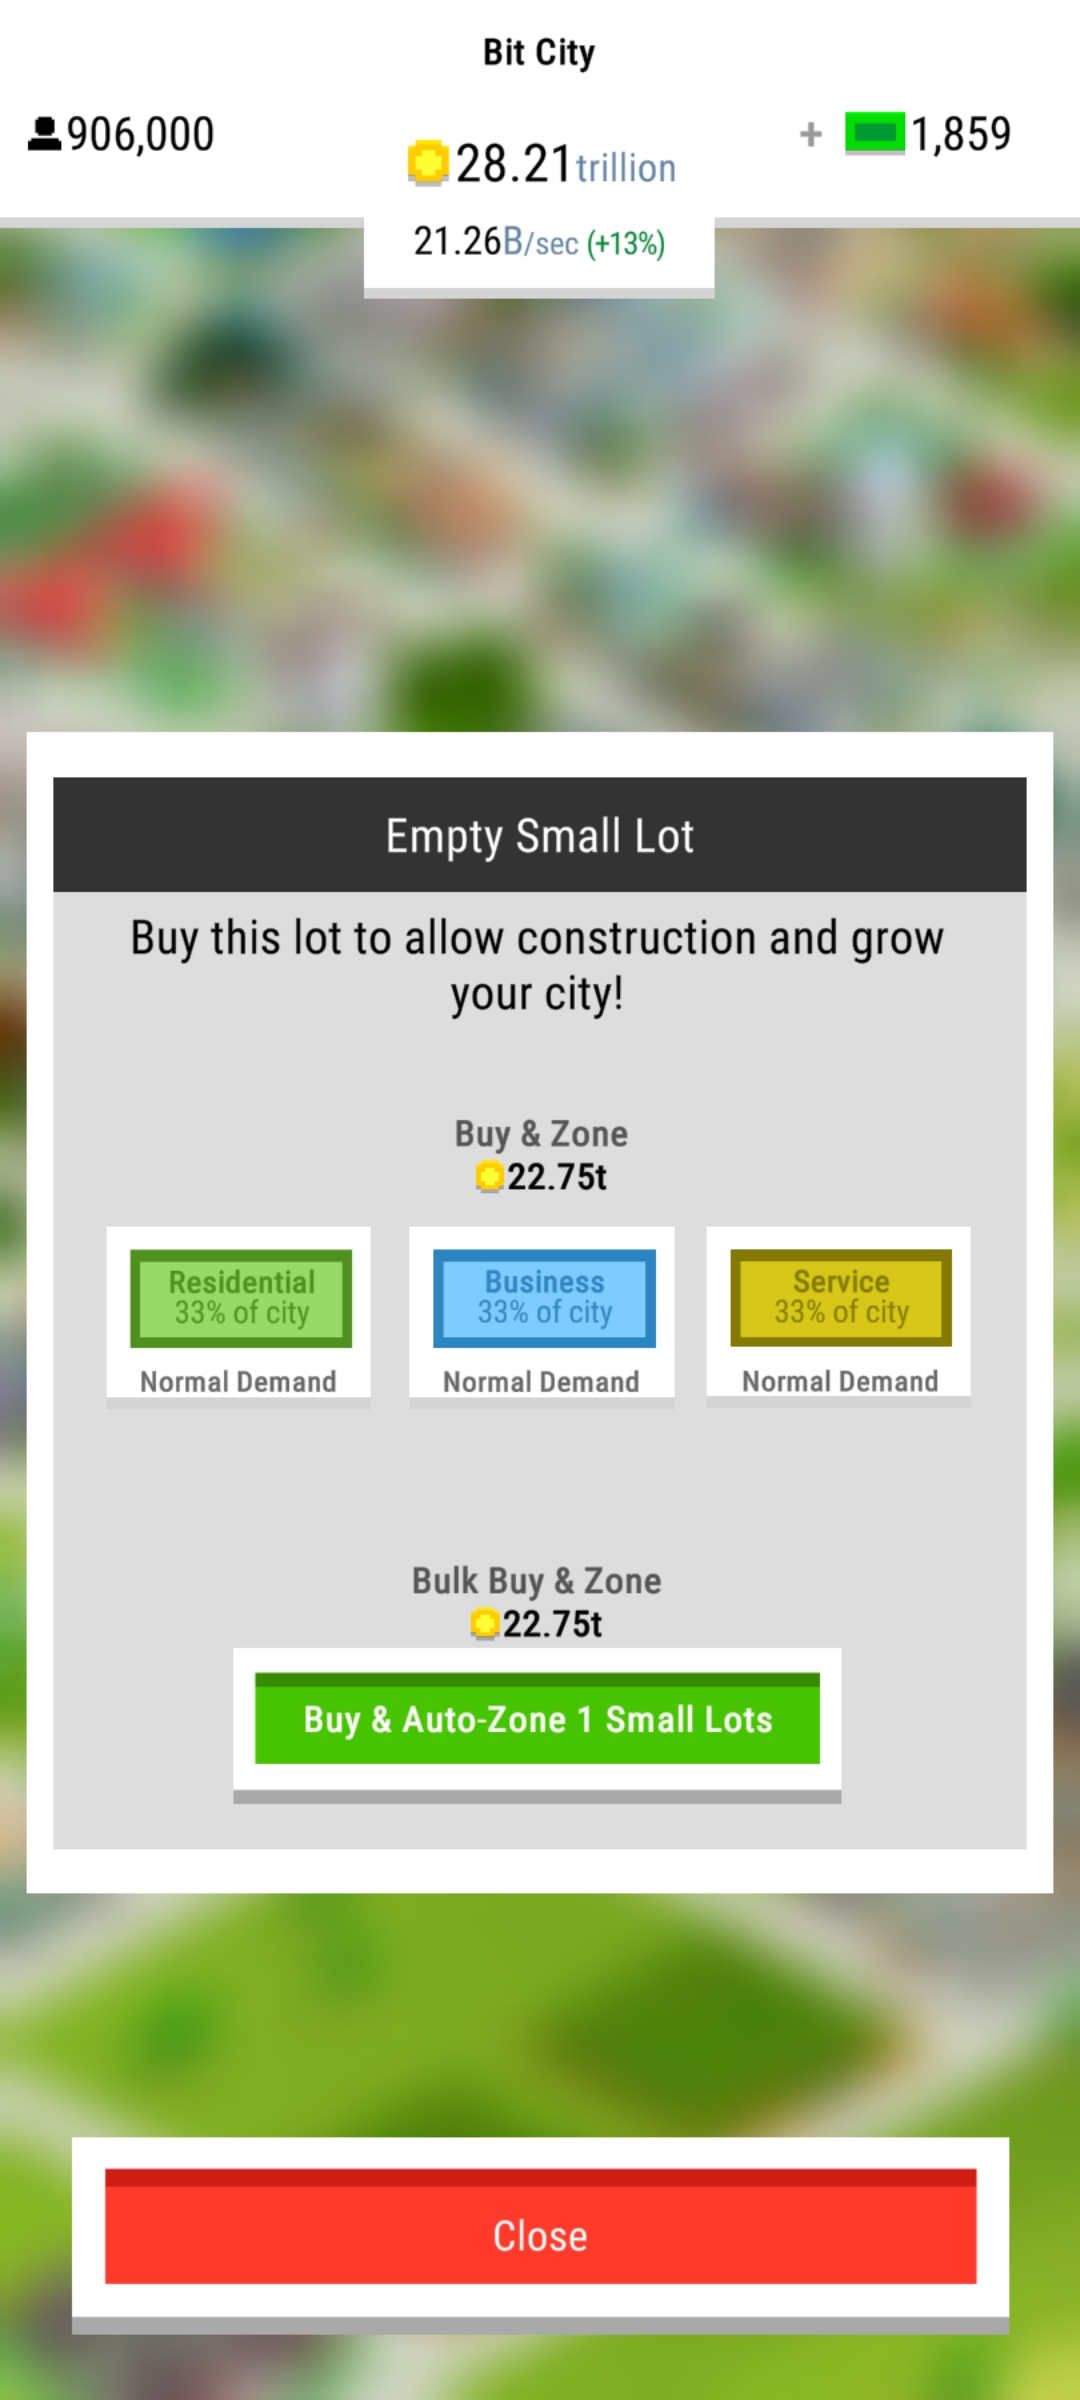 Bit City
906,000
28.21trillion
+ 1,859
21.26B/sec (+13%)
Empty Small Lot
Buy this lot to allow construction and grow
your city!
Buy & Zone
22.75t
Residential
33% of city
Normal Demand
Business
33% of city
Normal Demand
Service
33% of city
Normal Demand
Bulk Buy & Zone
22.75t
Buy & Auto-Zone 1 Small Lots
Close